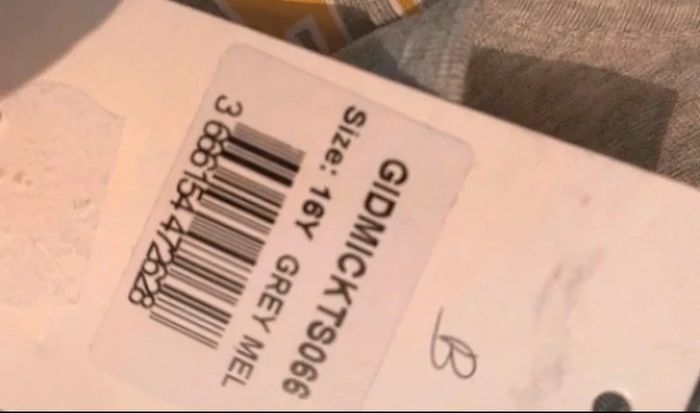 GIDMICKTS066
Size: 16Y GREY MEL
3 666154 472628
B